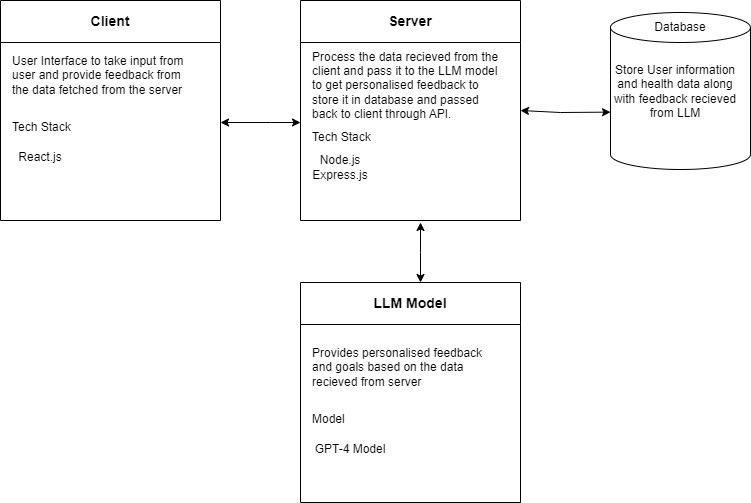 Client
User Interface to take input from
user and provide feedback from
the data fetched from the server
Tech Stack
React.js
Server
Process the data recieved from the
client and pass it to the LLM model
to get personalised feedback to
store it in database and passed
back to client through API.
Tech Stack
Node.js
Express.js
Database
Store User information
and health data along
with feedback recieved
from LLM
LLM Model
Provides personalised feedback
and goals based on the data
recieved from server
Model
GPT-4 Model